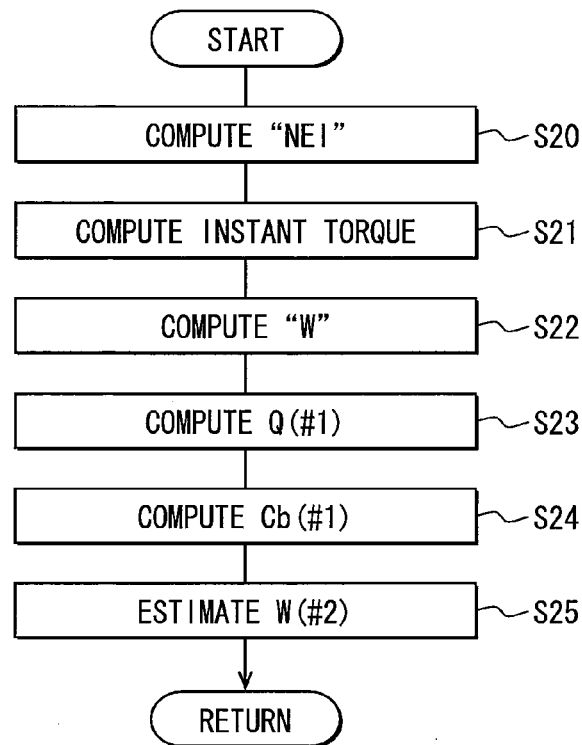 START
COMPUTE “NEI” S20
COMPUTE INSTANT TORQUE S21
COMPUTE “W” S22
COMPUTE Q(#1) S23
COMPUTE Cb(#1) S24
ESTIMATE W(#2) S25
RETURN